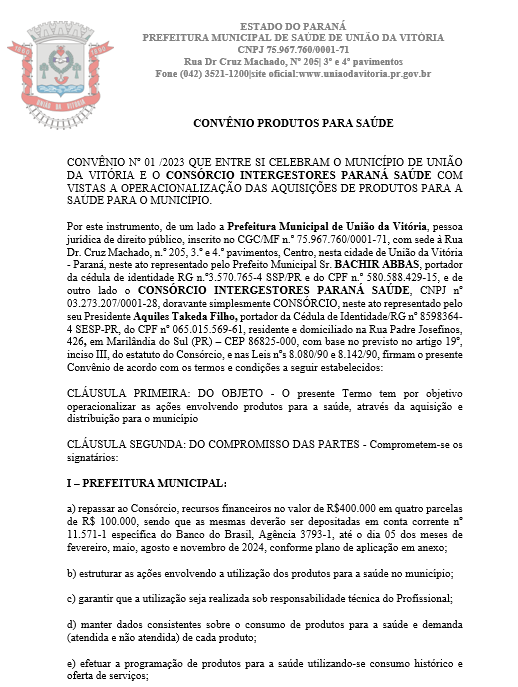 ESTADO DO PARANÁ
PREFEITURA MUNICIPAL DE SAÚDE DE UNIÃO DA VITÓRIA
CNPJ 75.967.760/0001-71
Rua Dr Cruz Machado, Nº 205| 3º e 4º pavimentos
Fone (042) 3521-1200|site oficial:www.uniaodavitoria.pr.gov.br
UNIÃO DA VITÓRIA
CONVÊNIO PRODUTOS PARA SAÚDE
CONVÊNIO Nº 01 /2023 QUE ENTRE SI CELEBRAM O MUNICÍPIO DE UNIÃO
DA VITÓRIA E O CONSÓRCIO INTERGESTORES PARANÁ SAÚDE COM
VISTAS A OPERACIONALIZAÇÃO DAS AQUISIÇÕES DE PRODUTOS PARA A
SAÚDE PARA O MUNICÍPIO.
Por este instrumento, de um lado a Prefeitura Municipal de União da Vitória, pessoa
jurídica de direito público, inscrito no CGC/MF n.º 75.967.760/0001-71, com sede à Rua
Dr. Cruz Machado, n.º 205, 3.º e 4.º pavimentos, Centro, nesta cidade de União da Vitória
- Paraná, neste ato representado pelo Prefeito Municipal Sr. BACHIR ABBAS, portador
da cédula de identidade RG n.º3.570.765-4 SSP/PR e do CPF n.º 580.588.429-15, e de
outro lado o CONSÓRCIO INTERGESTORES PARANÁ SAÚDE, CNPJ nº
03.273.207/0001-28, doravante simplesmente CONSÓRCIO, neste ato representado pelo
seu Presidente Aquiles Takeda Filho, portador da Cédula de Identidade/RG nº 8598364-
4 SESP-PR, do CPF nº 065.015.569-61, residente e domiciliado na Rua Padre Josefinos,
426, em Marilândia do Sul (PR) – CEP 86825-000, com base no previsto no artigo 19º,
inciso III, do estatuto do Consórcio, e nas Leis nºs 8.080/90 e 8.142/90, firmam o presente
Convênio de acordo com os termos e condições a seguir estabelecidos:
CLÁUSULA PRIMEIRA: DO OBJETO - O presente Termo tem por objetivo
operacionalizar as ações envolvendo produtos para a saúde, através da aquisição e
distribuição para o município
CLÁUSULA SEGUNDA: DO COMPROMISSO DAS PARTES - Comprometem-se os
signatários:
I – PREFEITURA MUNICIPAL:
a) repassar ao Consórcio, recursos financeiros no valor de R$400.000 em quatro parcelas
de R$ 100.000, sendo que as mesmas deverão ser depositadas em conta corrente nº
11.571-1 específica do Banco do Brasil, Agência 3793-1, até o dia 05 dos meses de
fevereiro, maio, agosto e novembro de 2024, conforme plano de aplicação em anexo;
b) estruturar as ações envolvendo a utilização dos produtos para a saúde no município;
c) garantir que a utilização seja realizada sob responsabilidade técnica do Profissional;
d) manter dados consistentes sobre o consumo de produtos para a saúde e demanda
(atendida e não atendida) de cada produto;
e) efetuar a programação de produtos para a saúde utilizando-se consumo histórico e
oferta de serviços;